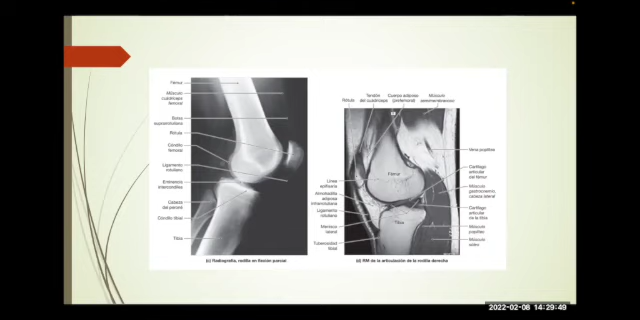 Fémur
Músculo
cuádriceps
femoral
Bolsa
suprarrotuliana
Rótula
Cóndilo
femoral
Ligamento
rotuliano
Eminencia
intercondílea
Cabeza
del peroné
Cóndilo tibial
Tibia
(c) Radiografía, rodilla en flexión parcial
Rótula
Tendón
del cuádriceps
Cuerpo adiposo
(prefemoral)
Músculo
semimembranoso
Fémur
Tibia
Línea
epifisaria
Almohadilla
adiposa
infrarrotuliana
Ligamento
rotuliano
Menisco
lateral
Tuberosidad
tibial
Vena poplítea
Cartílago
articular
del fémur
Músculo
gastrocnemio,
cabeza lateral
Cartílago
articular
de la tibia
Músculo
poplíteo
Músculo
sóleo
(d) RM de la articulación de la rodilla derecha
2022-02-08 14:29:49